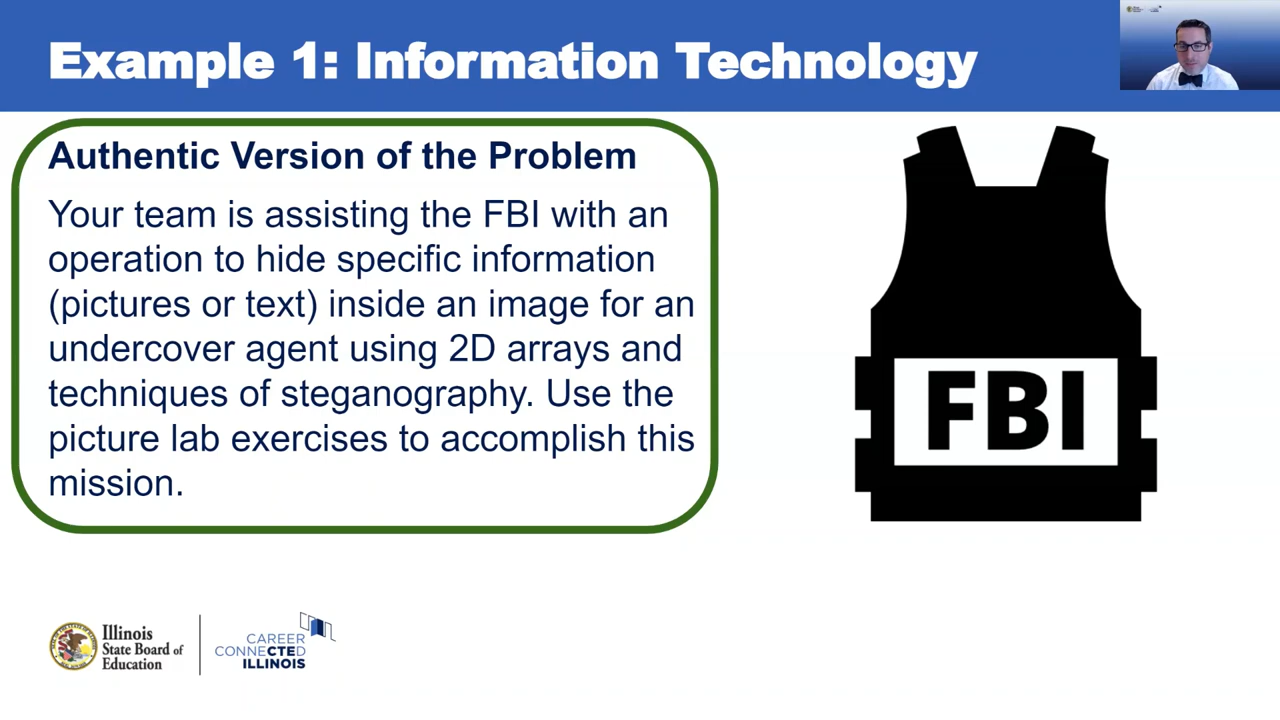 Example 1: Information Technology
Authentic Version of the Problem
Your team is assisting the FBI with an
operation to hide specific information
(pictures or text) inside an image for an
undercover agent using 2D arrays and
techniques of steganography. Use the
picture lab exercises to accomplish this
mission.
FBI
Illinois
State Board of
Education
CAREER
CONNECTED
ILLINOIS